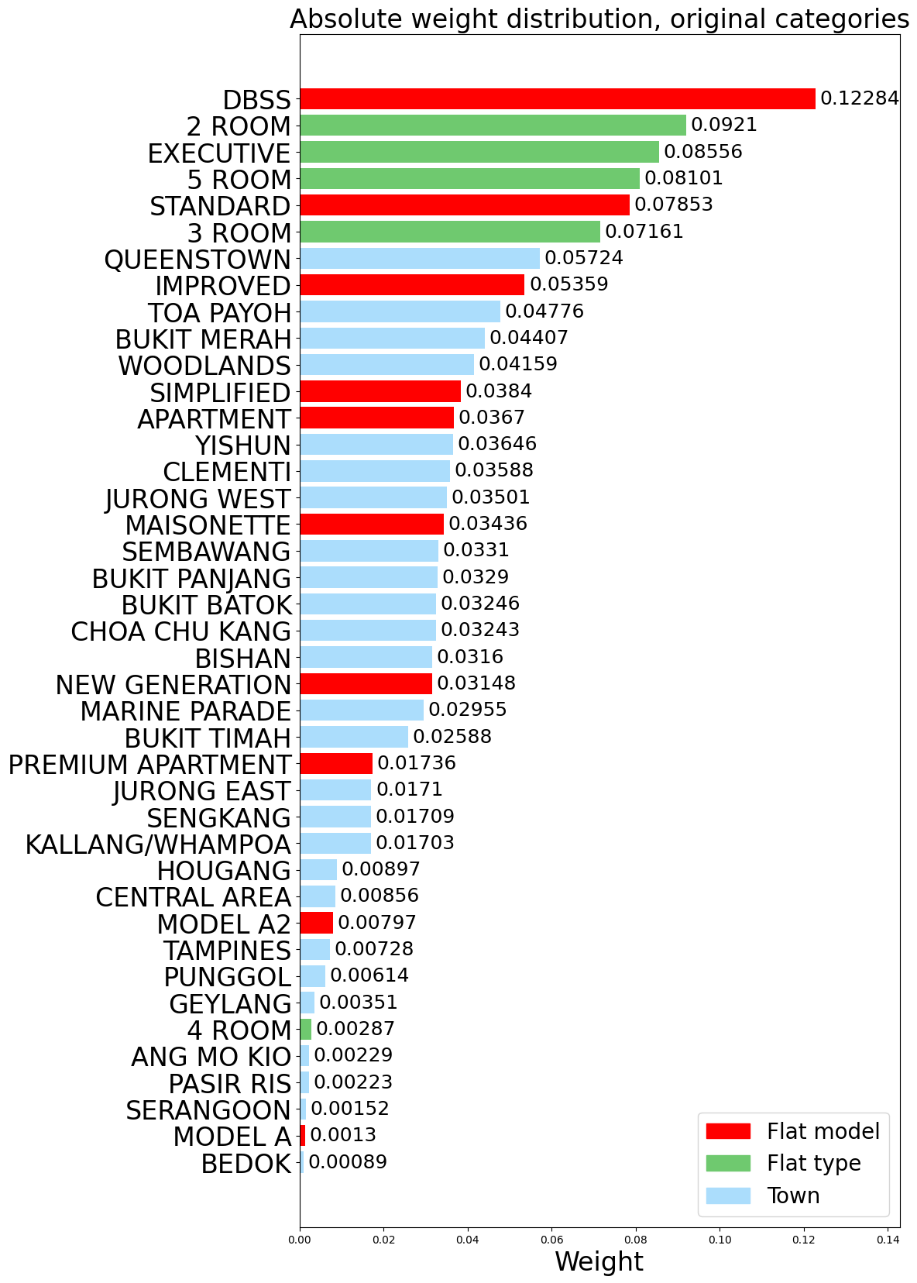 Absolute weight distribution, original categories
DBSS 0.12284
2 ROOM 0.0921
EXECUTIVE 0.08556
5 ROOM 0.08101
STANDARD 0.07853
3 ROOM 0.07161
QUEENSTOWN 0.05724
IMPROVED 0.05359
TOA PAYOH 0.04776
BUKIT MERAH 0.04407
WOODLANDS 0.04159
SIMPLIFIED 0.0384
APARTMENT 0.0367
YISHUN 0.03646
CLEMENTI 0.03588
JURONG WEST 0.03501
MAISONETTE 0.03436
SEMBAWANG 0.0331
BUKIT PANJANG 0.0329
BUKIT BATOK 0.03246
CHOA CHU KANG 0.03243
BISHAN 0.0316
NEW GENERATION 0.03148
MARINE PARADE 0.02955
BUKIT TIMAH 0.02588
PREMIUM APARTMENT 0.01736
JURONG EAST 0.0171
SENGKANG 0.01709
KALLANG/WHAMPOA 0.01703
HOUGANG 0.00897
CENTRAL AREA 0.00856
MODEL A2 0.00797
TAMPINES 0.00728
PUNGGOL 0.00614
GEYLANG 0.00351
4 ROOM 0.00287
ANG MO KIO 0.00229
PASIR RIS 0.00223
SERANGOON 0.00152
MODEL A 0.0013
BEDOK 0.00089
Flat model
Flat type
Town
0.00 0.02 0.04 0.06 0.08 0.10 0.12 0.14
Weight